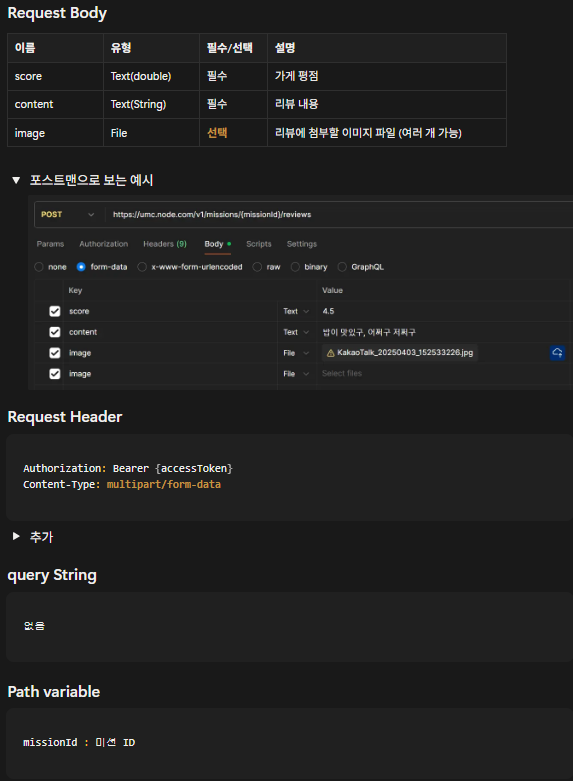 Request Body
이름 유형 필수/선택 설명
score Text(double) 필수 가게 평점
content Text(String) 필수 리뷰 내용
image File 선택 리뷰에 첨부할 이미지 파일 (여러 개 가능)
포스트맨으로 보는 예시
POST https://umc.node.com/v1/missions/{missionId}/reviews
Params Authorization Headers (9) Body Scripts Settings
none form-data x-www-form-urlencoded raw binary GraphQL
Key Value
score Text 4.5
content Text 밥이 맛있구, 어쩌구 저쩌구
image File KakaoTalk_20250403_152533226.jpg
image File Select files
Request Header
Authorization: Bearer {accessToken}
Content-Type: multipart/form-data
추가
query String
없음
Path variable
missionId : 미션 ID